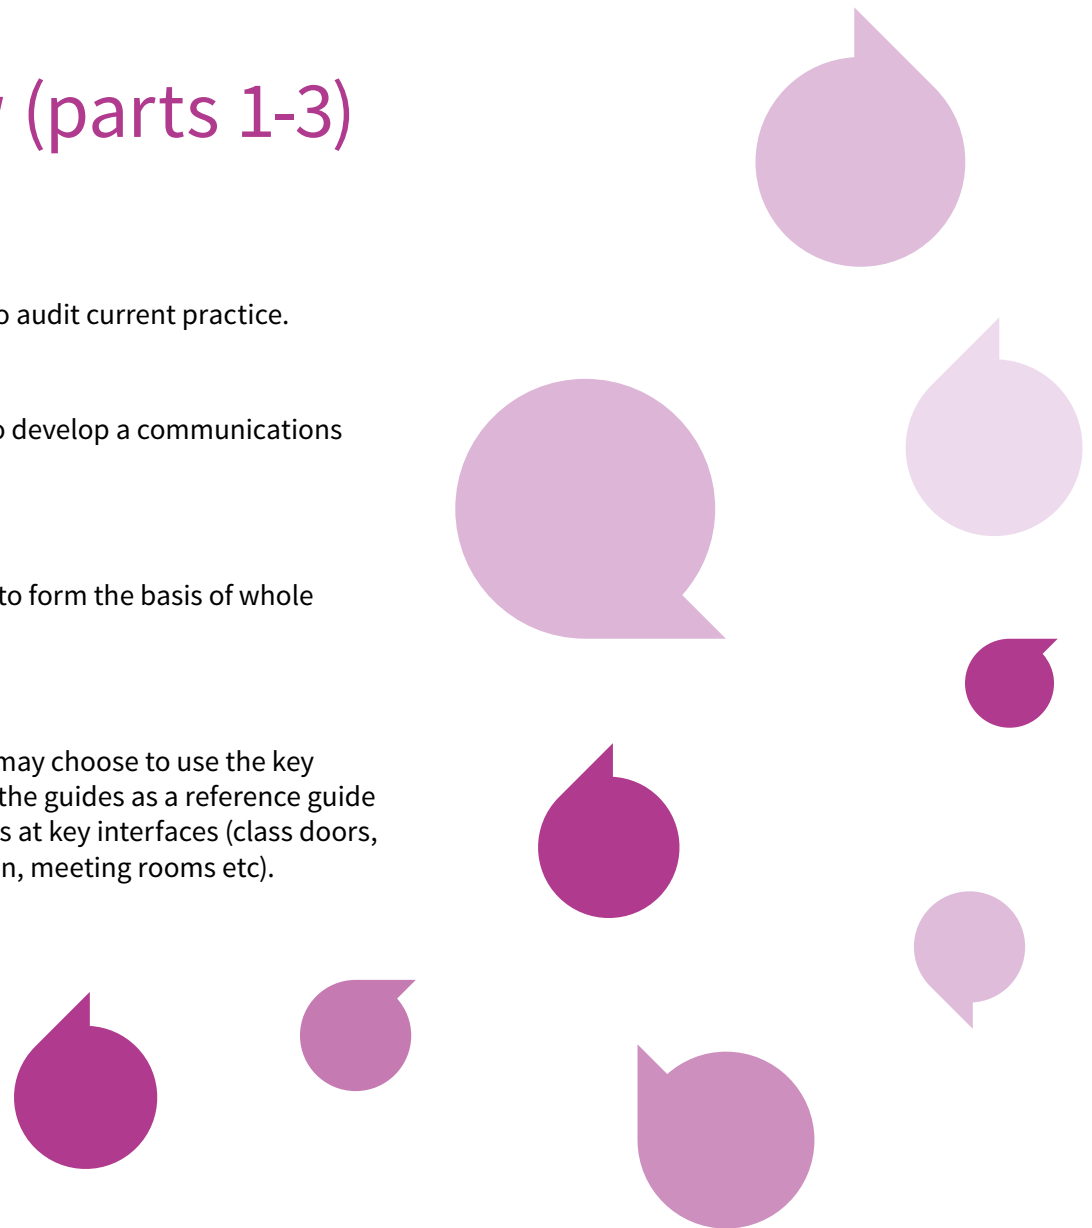 (parts 1-3)
audit current practice.
develop a communications
to form the basis of whole
may choose to use the key
the guides as a reference guide
s at key interfaces (class doors,
n, meeting rooms etc).